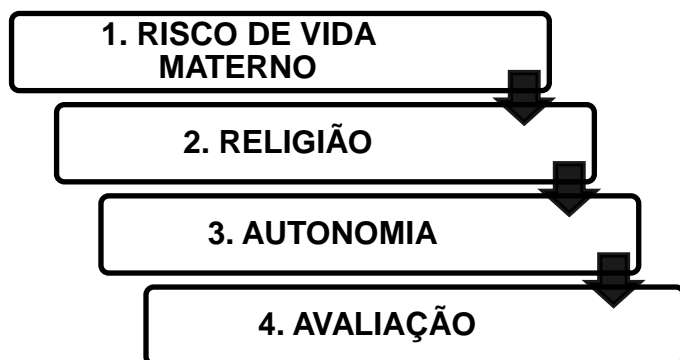 1. RISCO DE VIDA
MATERNO
2. RELIGIÃO
3. AUTONOMIA
4. AVALIAÇÃO